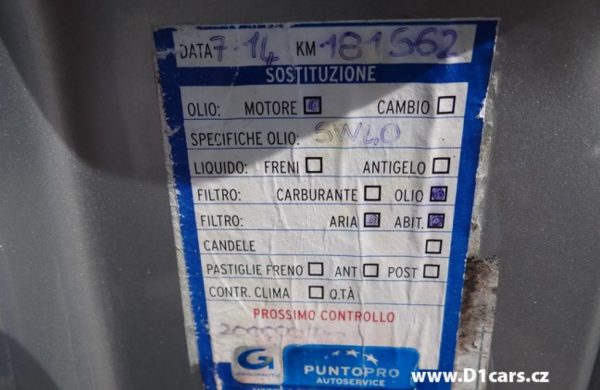 DATA 7-14 KM 181562
SOSTITUZIONE
OLIO: MOTORE CAMBIO
SPECIFICHE OLIO: 5W40
LIQUIDO: FRENI ANTIGELO
FILTRO: CARBURANTE OLIO
FILTRO: ARIA ABIT.
CANDELE
PASTIGLIE FRENO ANT POST
CONTR. CLIMA Q.TÀ
PROSSIMO CONTROLLO
G PUNTOPRO
AUTOSERVICE
www.D1cars.cz